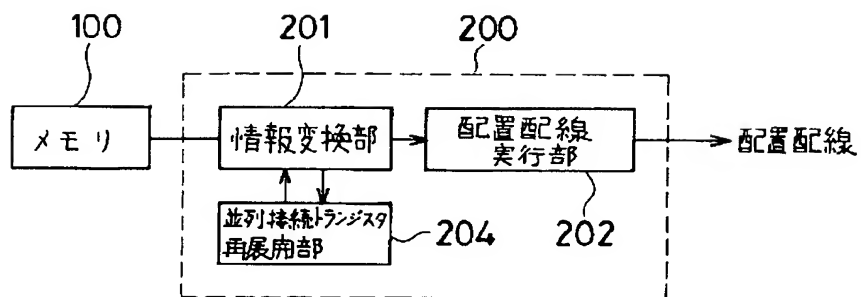 100
201
200
メモリ
情報変換部
配置配線
実行部
配置配線
並列接続トランジスタ
再展開部
204
202